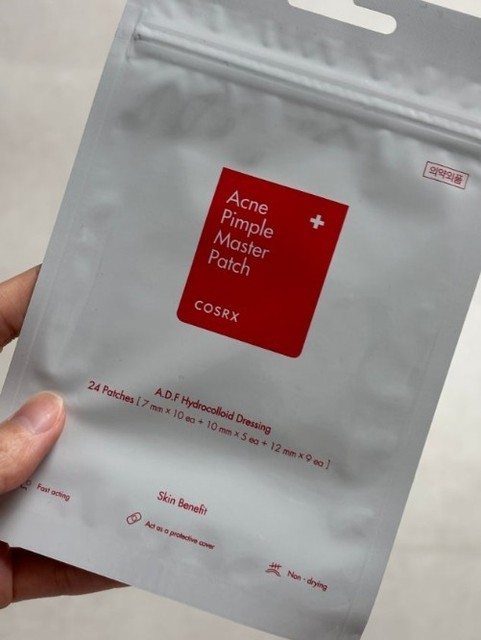 의약외품
Acne
Pimple
Master
Patch
COSRX
A.D.F Hydrocolloid Dressing
24 Patches [ 7 mm × 10 ea + 10 mm × 5 ea + 12 mm × 9 ea ]
Skin Benefit
Fast acting
Act as a protective cover
Non - drying